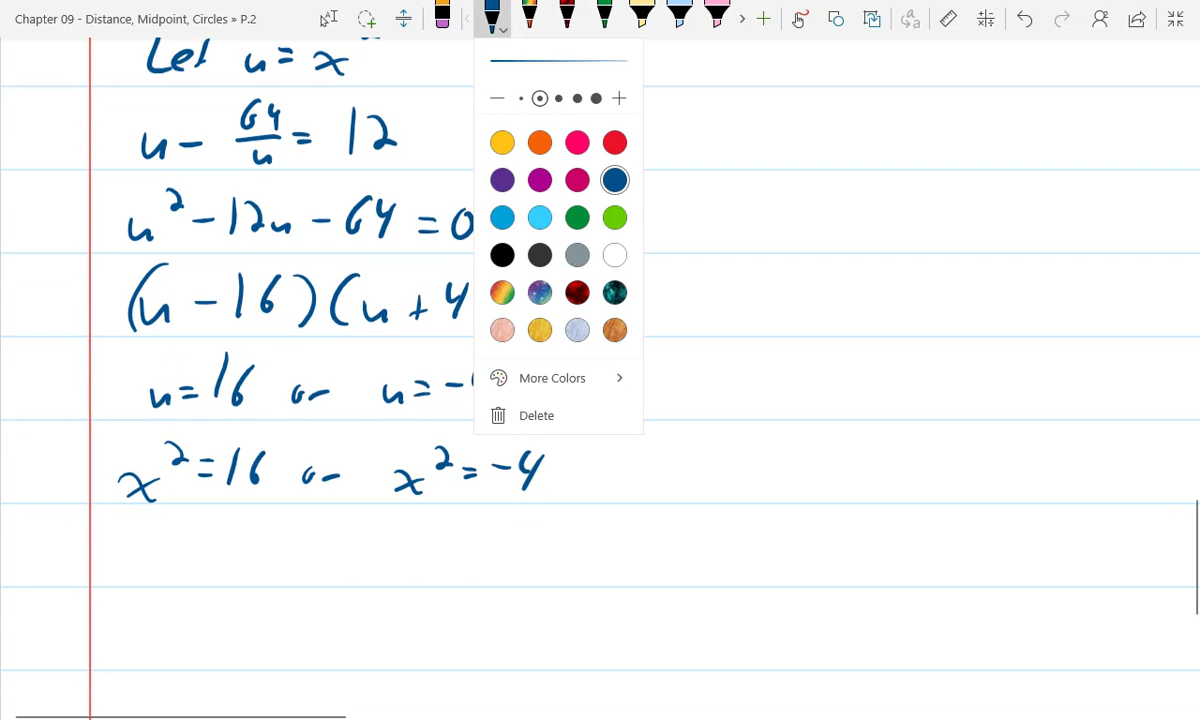 Chapter 09 - Distance, Midpoint, Circles » P.2
Let u = x
u - 64/u = 12
u² - 12u - 64 = 0
(u - 16)(u + 4
u = 16 or u = -
x² = 16 or x² = -4
More Colors
Delete